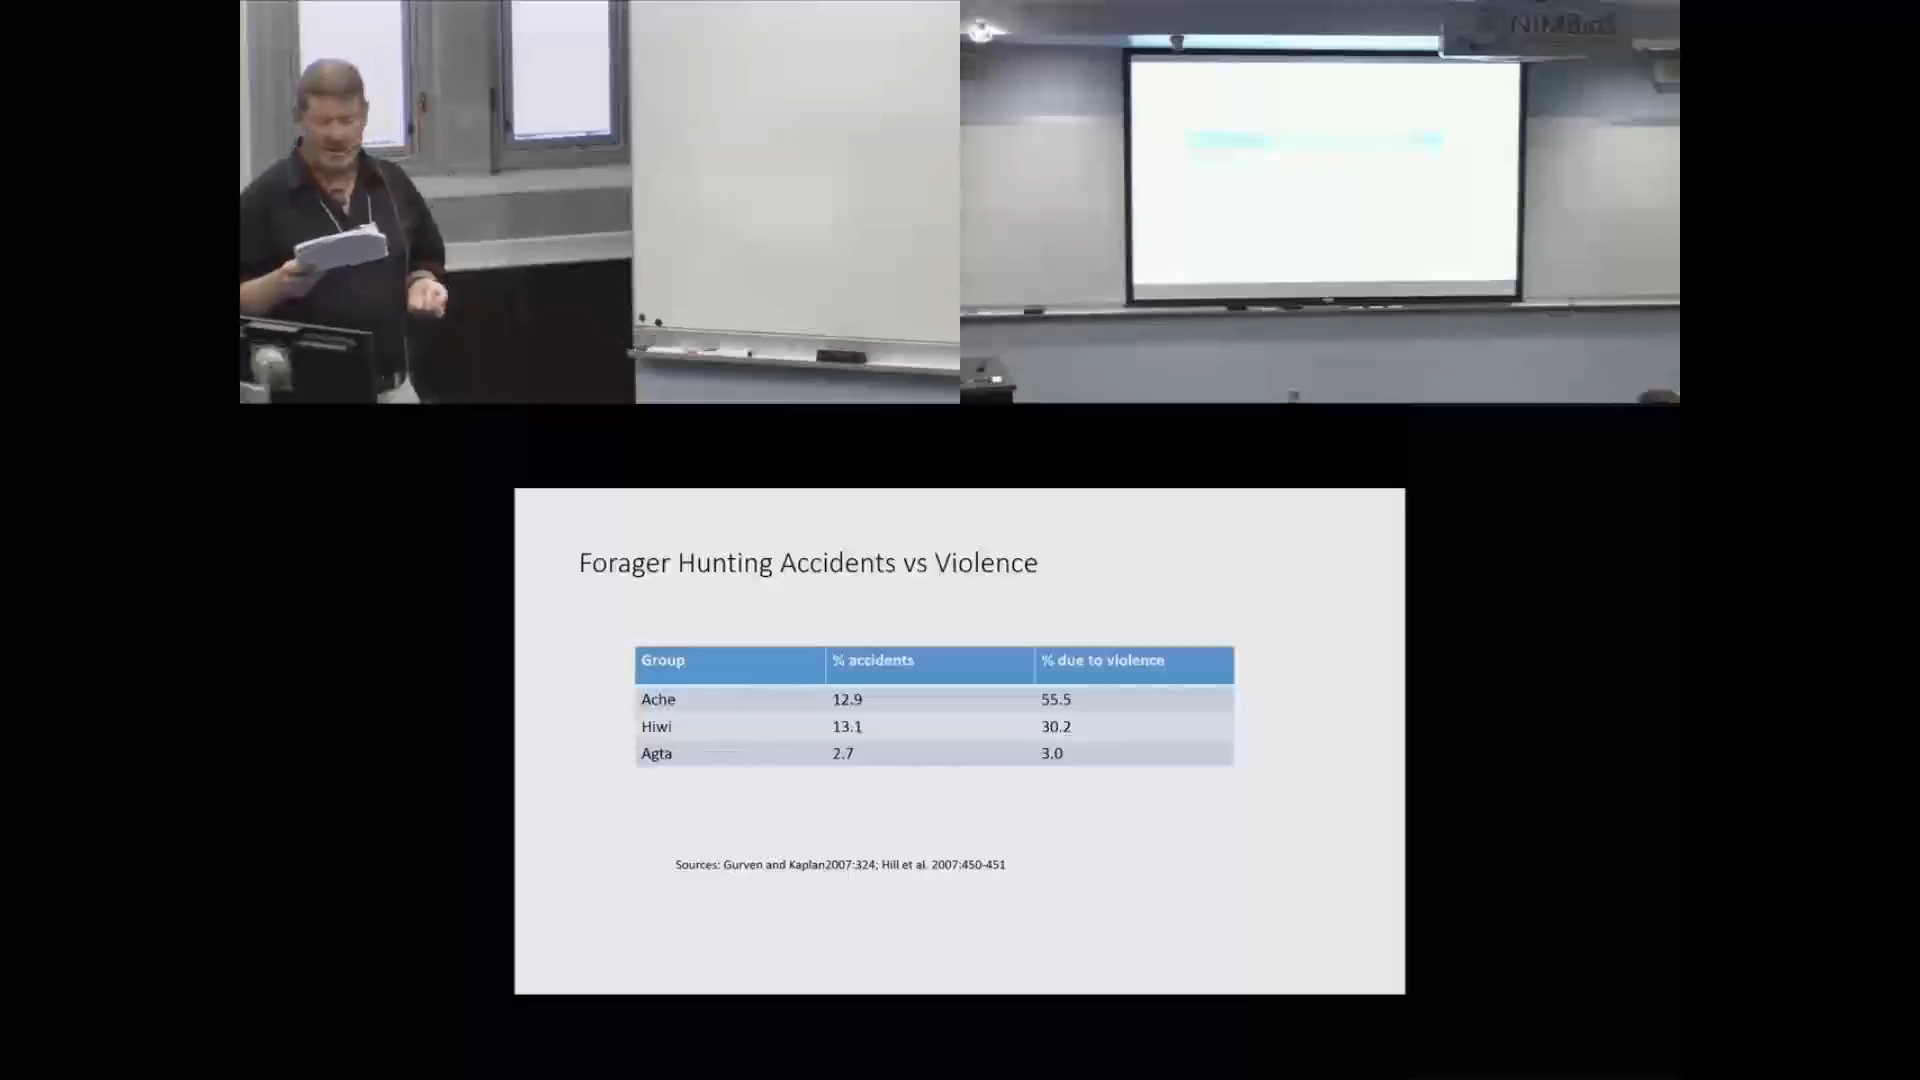 NIMBioS
Forager Hunting Accidents vs Violence
Group % accidents % due to violence
Ache 12.9 55.5
Hiwi 13.1 30.2
Agta 2.7 3.0
Sources: Gurven and Kaplan2007:324; Hill et al. 2007:450-451